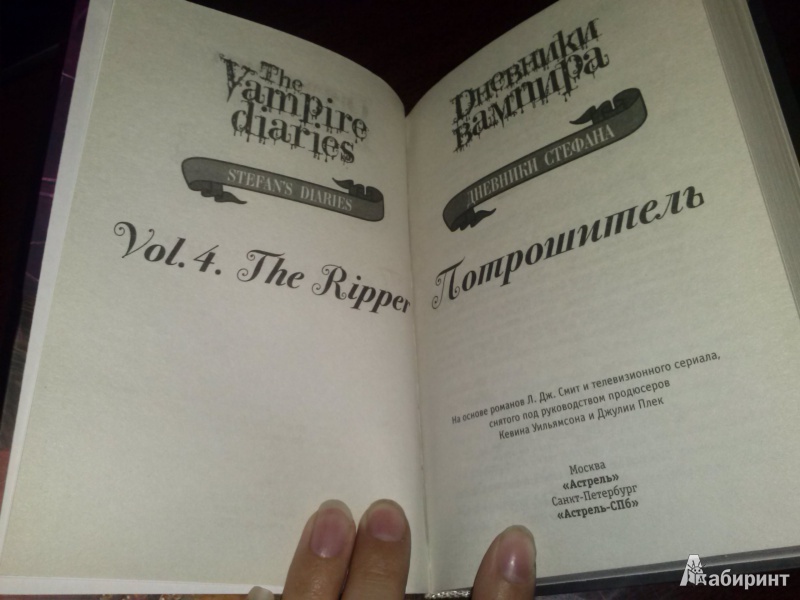 The
Vampire
diaries
STEFAN'S DIARIES
Vol. 4. The Ripper
Дневники
вампира
ДНЕВНИКИ СТЕФАНА
Потрошитель
На основе романов Л. Дж. Смит и телевизионного сериала,
снятого под руководством продюсеров
Кевина Уильямсона и Джулии Плек
Москва
«Астрель»
Санкт-Петербург
«Астрель-СПб»
Лабиринт